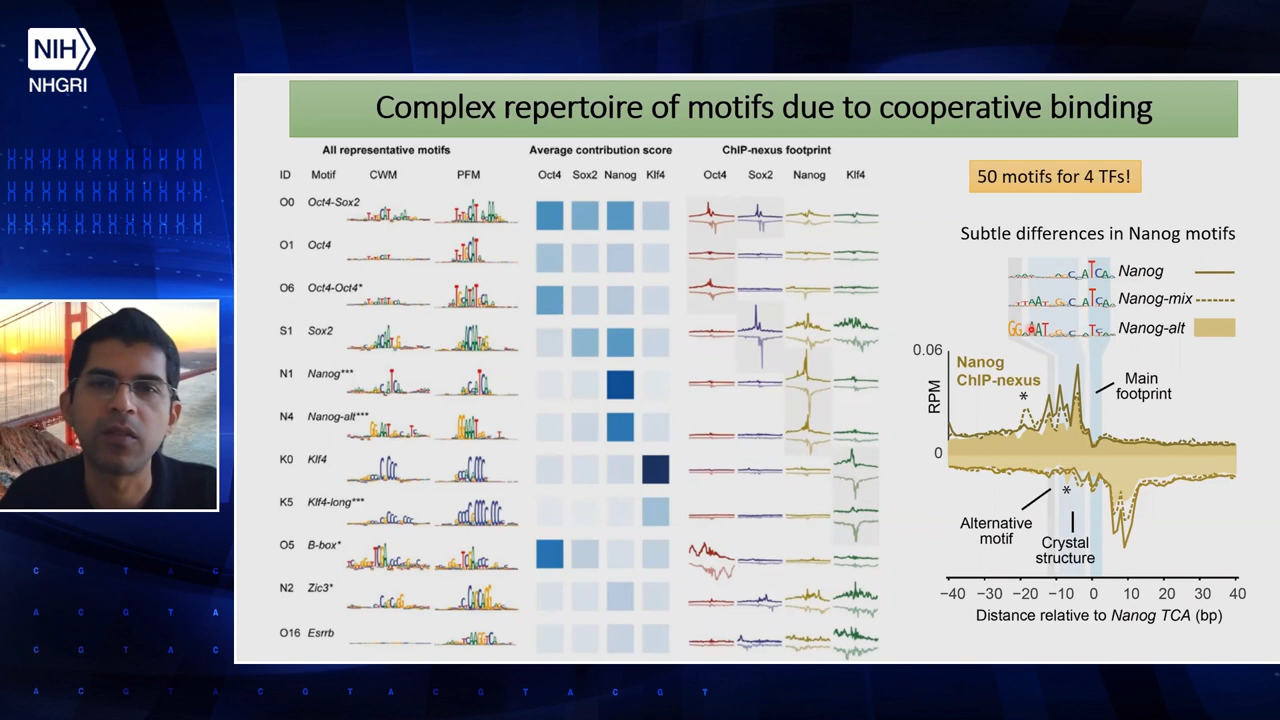 NIH
NHGRI
Complex repertoire of motifs due to cooperative binding
All representative motifs Average contribution score ChIP-nexus footprint
ID Motif CWM PFM Oct4 Sox2 Nanog Klf4 Oct4 Sox2 Nanog Klf4
O0 Oct4-Sox2
O1 Oct4
O6 Oct4-Oct4*
S1 Sox2
N1 Nanog***
N4 Nanog-alt***
K0 Klf4
K5 Klf4-long***
O5 B-box*
N2 Zic3*
O16 Esrrb
50 motifs for 4 TFs!
Subtle differences in Nanog motifs
Nanog
Nanog-mix
Nanog-alt
0.06
Nanog
ChIP-nexus
*
Main
footprint
RPM
0
*
Alternative
motif
Crystal
structure
−40 −30 −20 −10 0 10 20 30 40
Distance relative to Nanog TCA (bp)
C G T A C
A C G T A
C G T A C
A C G T A C G T A C G T A C G T